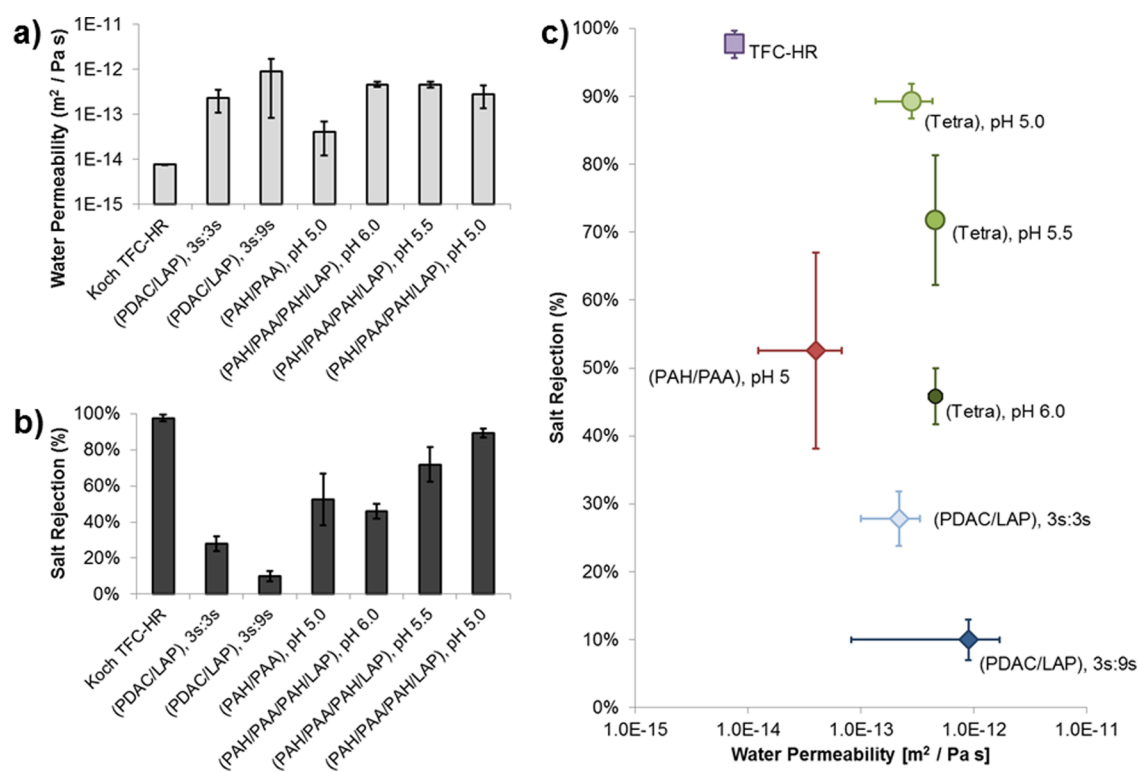 a)
Water Permeability (m² / Pa s)
1E-11
1E-12
1E-13
1E-14
1E-15
Koch TFC-HR
(PDAC/LAP), 3s:3s
(PDAC/LAP), 3s:9s
(PAH/PAA), pH 5.0
(PAH/PAA/PAH/LAP), pH 6.0
(PAH/PAA/PAH/LAP), pH 5.5
(PAH/PAA/PAH/LAP), pH 5.0
b)
Salt Rejection (%)
100%
80%
60%
40%
20%
0%
Koch TFC-HR
(PDAC/LAP), 3s:3s
(PDAC/LAP), 3s:9s
(PAH/PAA), pH 5.0
(PAH/PAA/PAH/LAP), pH 6.0
(PAH/PAA/PAH/LAP), pH 5.5
(PAH/PAA/PAH/LAP), pH 5.0
c)
Salt Rejection (%)
100%
90%
80%
70%
60%
50%
40%
30%
20%
10%
0%
TFC-HR
(Tetra), pH 5.0
(Tetra), pH 5.5
(PAH/PAA), pH 5
(Tetra), pH 6.0
(PDAC/LAP), 3s:3s
(PDAC/LAP), 3s:9s
1.0E-15
1.0E-14
1.0E-13
1.0E-12
1.0E-11
Water Permeability [m² / Pa s]